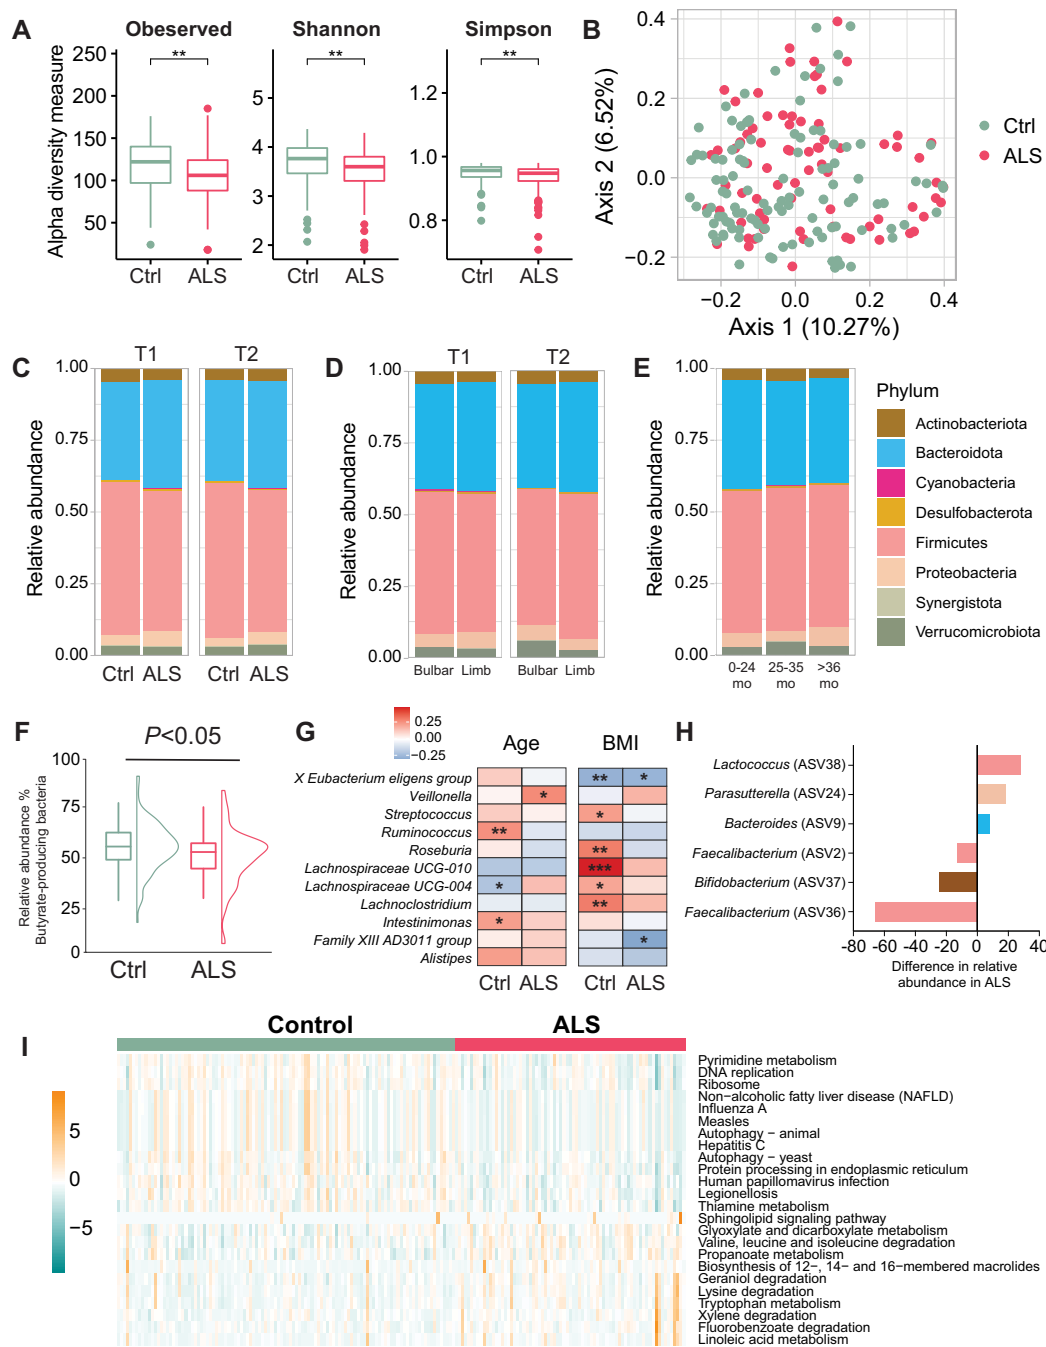 A
Obeserved
Shannon
Simpson
B
Alpha diversity measure
250
200
150
100
50
**
5
4
3
2
**
1.2
1.0
0.8
**
Ctrl ALS
Ctrl ALS
Ctrl ALS
Axis 2 (6.52%)
0.4
0.2
0.0
−0.2
−0.2 0.0 0.2 0.4
Axis 1 (10.27%)
Ctrl
ALS
C
T1 T2
Relative abundance
1.00
0.75
0.50
0.25
0.00
Ctrl ALS Ctrl ALS
D
T1 T2
Relative abundance
1.00
0.75
0.50
0.25
0.00
Bulbar Limb Bulbar Limb
E
Relative abundance
1.00
0.75
0.50
0.25
0.00
0-24 25-35 >36
mo mo mo
Phylum
Actinobacteriota
Bacteroidota
Cyanobacteria
Desulfobacterota
Firmicutes
Proteobacteria
Synergistota
Verrucomicrobiota
F
P<0.05
Relative abundance %
Butyrate-producing bacteria
100
75
50
25
0
Ctrl ALS
G
0.25
0.00
−0.25
Age BMI
X Eubacterium eligens group ** *
Veillonella *
Streptococcus *
Ruminococcus **
Roseburia **
Lachnospiraceae UCG-010 ***
Lachnospiraceae UCG-004 * *
Lachnoclostridium **
Intestinimonas *
Family XIII AD3011 group *
Alistipes
Ctrl ALS Ctrl ALS
H
Lactococcus (ASV38)
Parasutterella (ASV24)
Bacteroides (ASV9)
Faecalibacterium (ASV2)
Bifidobacterium (ASV37)
Faecalibacterium (ASV36)
-80 -60 -40 -20 0 20 40
Difference in relative
abundance in ALS
I
Control ALS
5
0
−5
Pyrimidine metabolism
DNA replication
Ribosome
Non−alcoholic fatty liver disease (NAFLD)
Influenza A
Measles
Autophagy − animal
Hepatitis C
Autophagy − yeast
Protein processing in endoplasmic reticulum
Human papillomavirus infection
Legionellosis
Thiamine metabolism
Sphingolipid signaling pathway
Glyoxylate and dicarboxylate metabolism
Valine, leucine and isoleucine degradation
Propanoate metabolism
Biosynthesis of 12−, 14− and 16−membered macrolides
Geraniol degradation
Lysine degradation
Tryptophan metabolism
Xylene degradation
Fluorobenzoate degradation
Linoleic acid metabolism